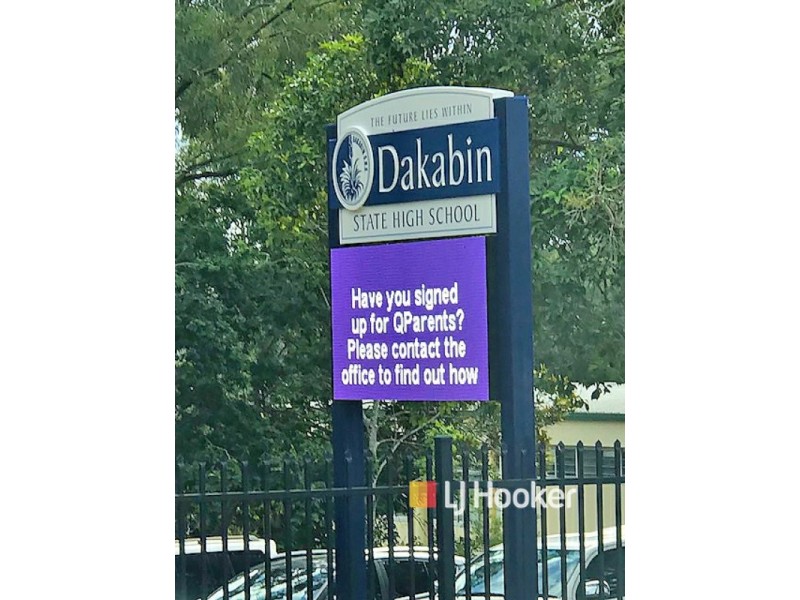 THE FUTURE LIES WITHIN
Dakabin
STATE HIGH SCHOOL
Have you signed
up for QParents?
Please contact the
office to find out how
LJ Hooker